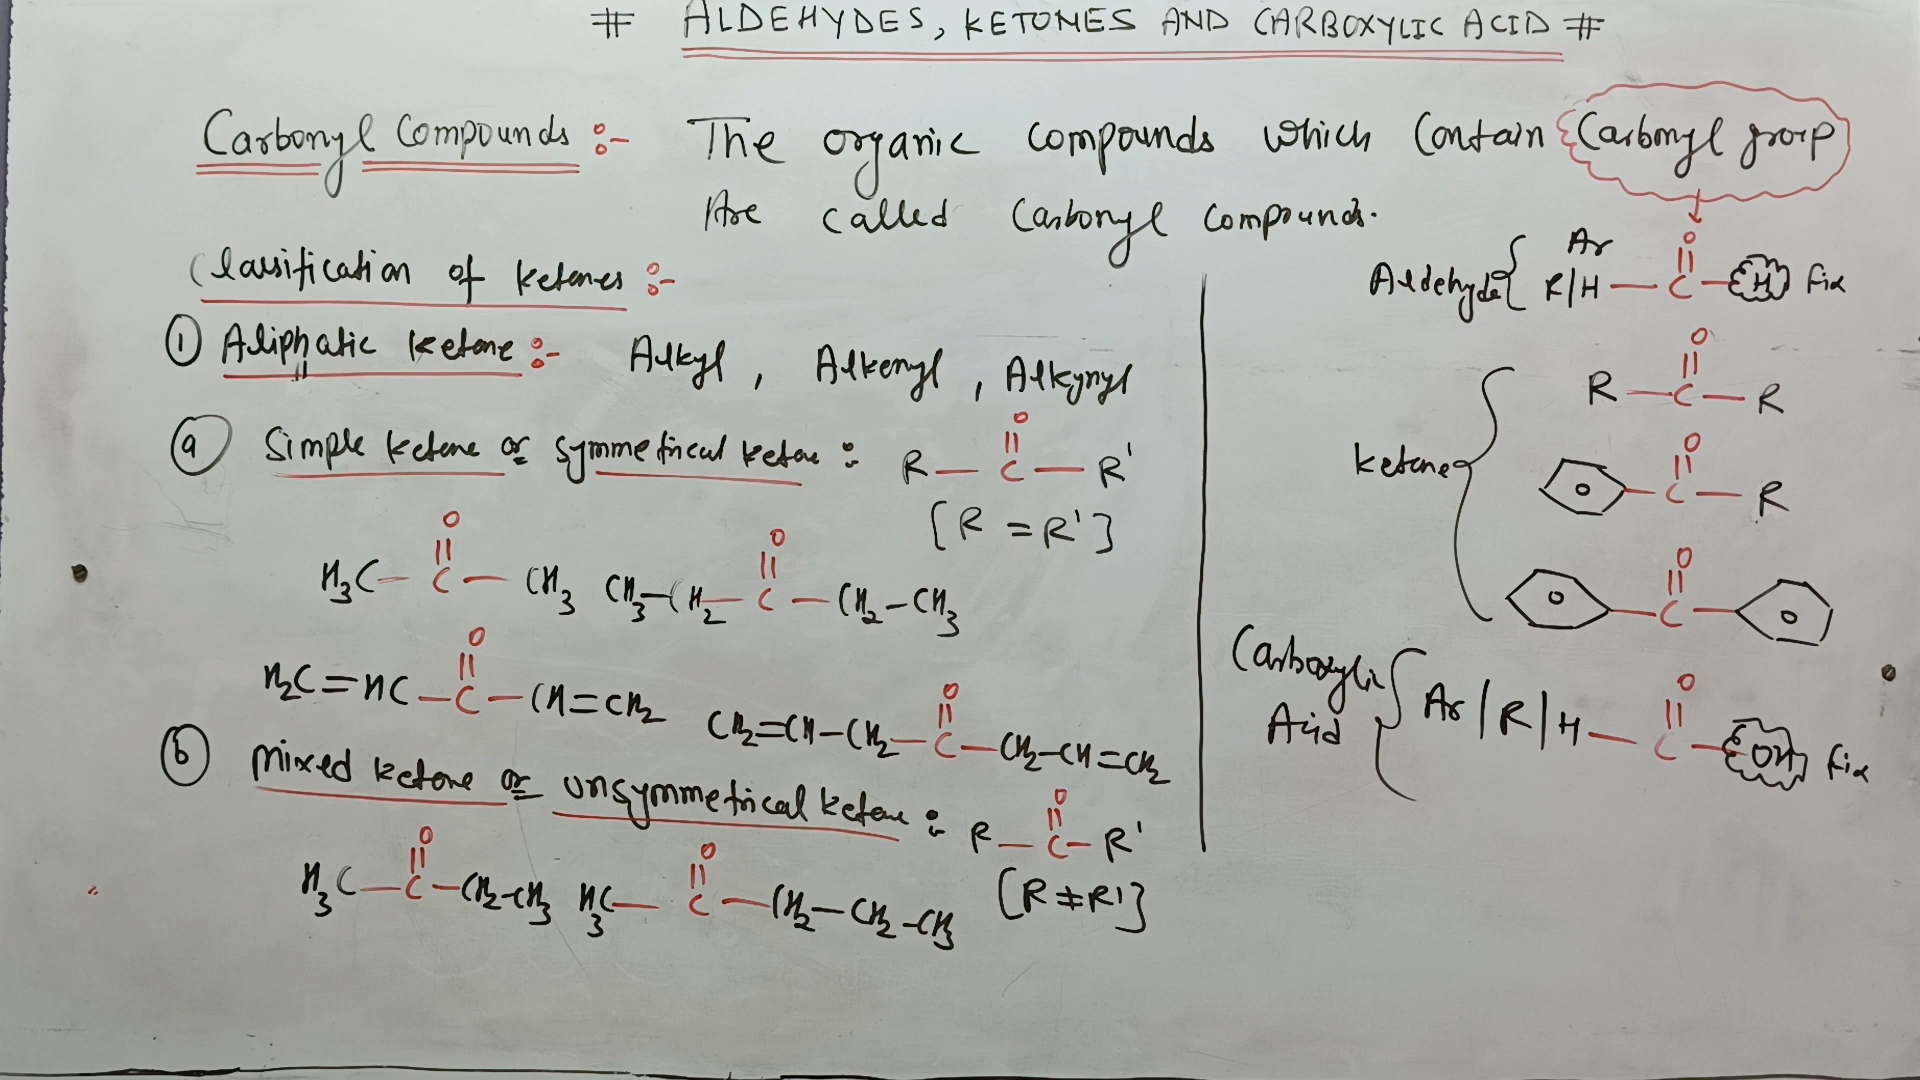 # ALDEHYDES, KETONES AND CARBOXYLIC ACID #
Carbonyl Compounds :- The organic compounds which contain Carbonyl group
Are called Carbonyl compounds.
Classification of ketones :-
① Aliphatic ketone :- Alkyl, Alkenyl, Alkynyl
ⓐ Simple ketone or symmetrical ketone : R—C(=O)—R'
[R = R']
H₃C—C(=O)—CH₃ CH₃—CH₂—C(=O)—CH₂—CH₃
H₂C=HC—C(=O)—CH=CH₂ CH₂=CH—CH₂—C(=O)—CH₂—CH=CH₂
ⓑ Mixed ketone or unsymmetrical ketone : R—C(=O)—R'
[R ≠ R']
H₃C—C(=O)—CH₂—CH₃ H₃C—C(=O)—CH₂—CH₂—CH₃
Ar
Aldehyde { R/H—C(=O)—H fix
Ketone { R—C(=O)—R
C(=O)—R
C(=O)
Carboxylic Acid { Ar/R/H—C(=O)—OH fix